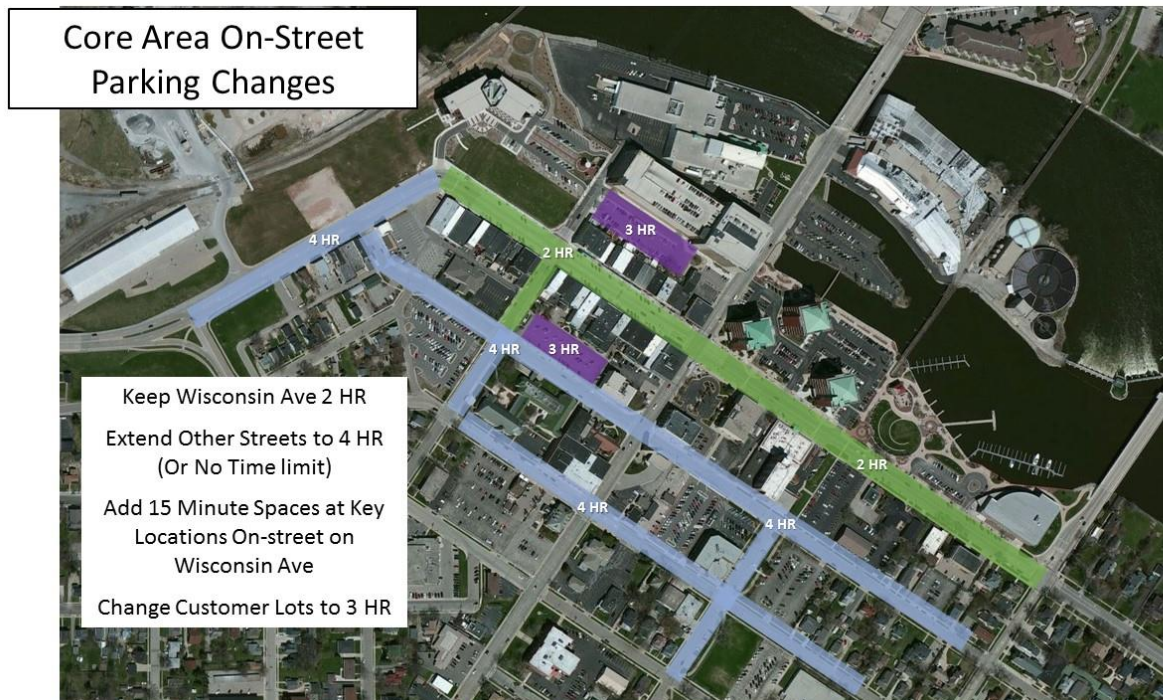 Core Area On-Street
Parking Changes
4 HR
3 HR
2 HR
4 HR
3 HR
Keep Wisconsin Ave 2 HR
Extend Other Streets to 4 HR
(Or No Time limit)
Add 15 Minute Spaces at Key
Locations On-street on
Wisconsin Ave
Change Customer Lots to 3 HR
2 HR
4 HR
4 HR